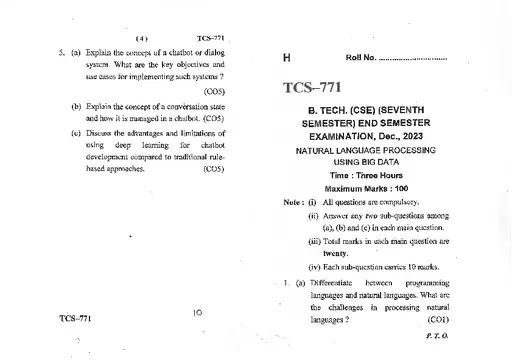 (4) TCS–771
5. (a) Explain the concept of a chatbot or dialog
system. What are the key objectives and
use cases for implementing such systems ?
(CO5)
(b) Explain the concept of a conversation state
and how it is managed in a chatbot. (CO5)
(c) Discuss the advantages and limitations of
using deep learning for chatbot
development compared to traditional rule-
based approaches. (CO5)
TCS–771
10
H Roll No. ..............................
TCS–771
B. TECH. (CSE) (SEVENTH
SEMESTER) END SEMESTER
EXAMINATION, Dec., 2023
NATURAL LANGUAGE PROCESSING
USING BIG DATA
Time : Three Hours
Maximum Marks : 100
Note : (i) All questions are compulsory.
(ii) Answer any two sub-questions among
(a), (b) and (c) in each main question.
(iii) Total marks in each main question are
twenty.
(iv) Each sub-question carries 10 marks.
1. (a) Differentiate between programming
languages and natural languages. What are
the challenges in processing natural
languages ? (CO1)
P. T. O.